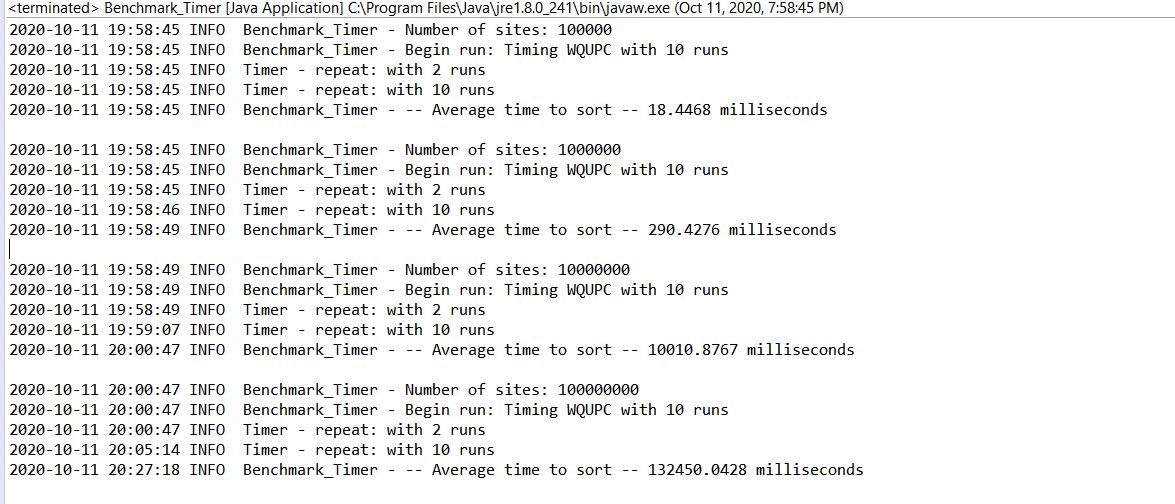 <terminated> Benchmark_Timer [Java Application] C:\Program Files\Java\jre1.8.0_241\bin\javaw.exe (Oct 11, 2020, 7:58:45 PM)
2020-10-11 19:58:45 INFO  Benchmark_Timer - Number of sites: 100000
2020-10-11 19:58:45 INFO  Benchmark_Timer - Begin run: Timing WQUPC with 10 runs
2020-10-11 19:58:45 INFO  Timer - repeat: with 2 runs
2020-10-11 19:58:45 INFO  Timer - repeat: with 10 runs
2020-10-11 19:58:45 INFO  Benchmark_Timer - -- Average time to sort -- 18.4468 milliseconds
2020-10-11 19:58:45 INFO  Benchmark_Timer - Number of sites: 1000000
2020-10-11 19:58:45 INFO  Benchmark_Timer - Begin run: Timing WQUPC with 10 runs
2020-10-11 19:58:45 INFO  Timer - repeat: with 2 runs
2020-10-11 19:58:46 INFO  Timer - repeat: with 10 runs
2020-10-11 19:58:49 INFO  Benchmark_Timer - -- Average time to sort -- 290.4276 milliseconds
2020-10-11 19:58:49 INFO  Benchmark_Timer - Number of sites: 10000000
2020-10-11 19:58:49 INFO  Benchmark_Timer - Begin run: Timing WQUPC with 10 runs
2020-10-11 19:58:49 INFO  Timer - repeat: with 2 runs
2020-10-11 19:59:07 INFO  Timer - repeat: with 10 runs
2020-10-11 20:00:47 INFO  Benchmark_Timer - -- Average time to sort -- 10010.8767 milliseconds
2020-10-11 20:00:47 INFO  Benchmark_Timer - Number of sites: 100000000
2020-10-11 20:00:47 INFO  Benchmark_Timer - Begin run: Timing WQUPC with 10 runs
2020-10-11 20:00:47 INFO  Timer - repeat: with 2 runs
2020-10-11 20:05:14 INFO  Timer - repeat: with 10 runs
2020-10-11 20:27:18 INFO  Benchmark_Timer - -- Average time to sort -- 132450.0428 milliseconds